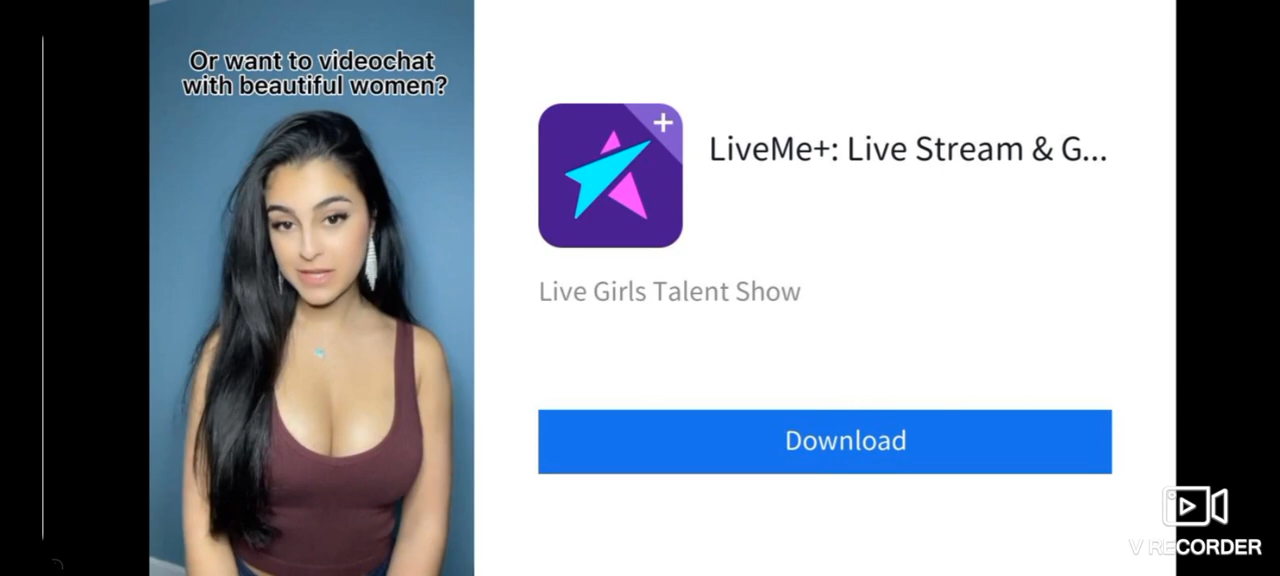 Or want to videochat
with beautiful women?
LiveMe+: Live Stream & G...
Live Girls Talent Show
Download
V RECORDER